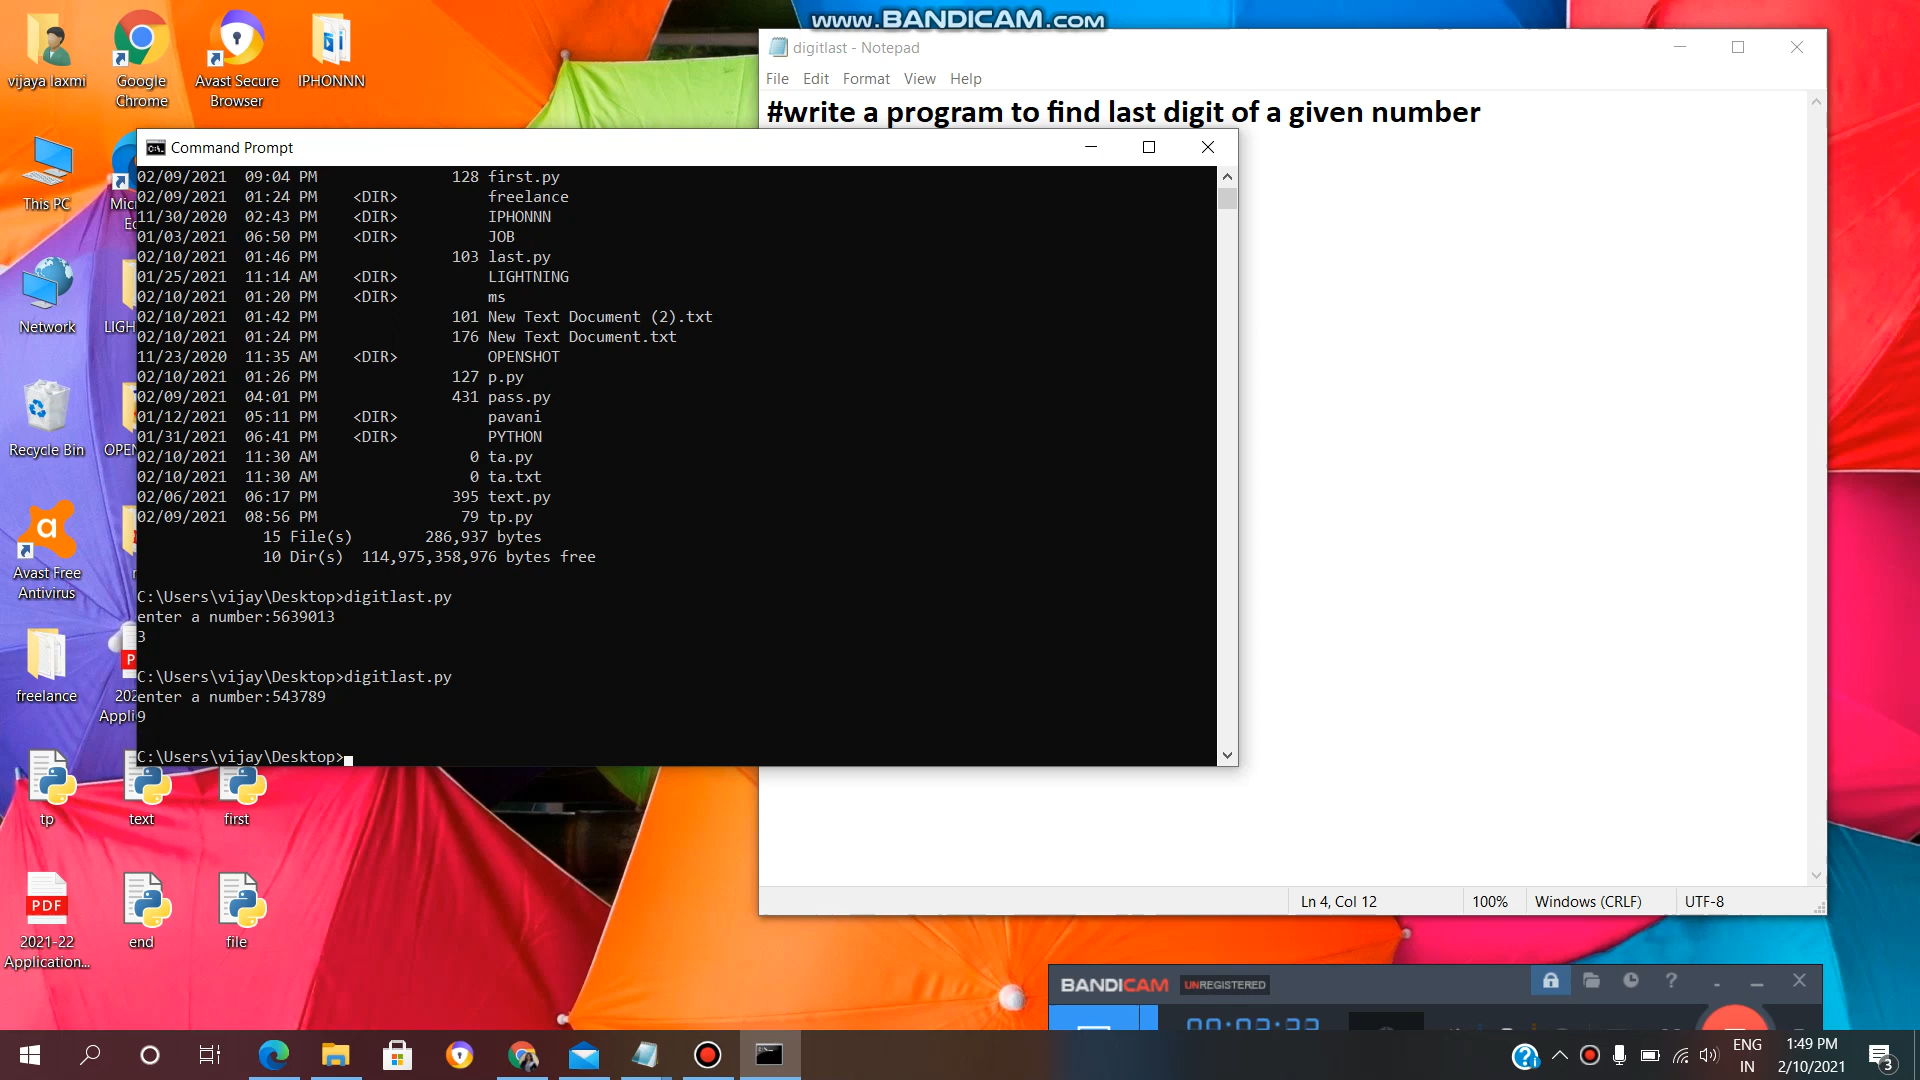 www.BANDICAM.com
vijaya laxmi
Google Chrome
Avast Secure Browser
IPHONNN
This PC
Network
LIGH
Recycle Bin
OPEN
Avast Free Antivirus
freelance
tp
text
first
PDF
2021-22 Application...
end
file
digitlast - Notepad
File Edit Format View Help
#write a program to find last digit of a given number
Ln 4, Col 12
100%
Windows (CRLF)
UTF-8
Command Prompt
02/09/2021 09:04 PM 128 first.py
02/09/2021 01:24 PM <DIR> freelance
11/30/2020 02:43 PM <DIR> IPHONNN
01/03/2021 06:50 PM <DIR> JOB
02/10/2021 01:46 PM 103 last.py
01/25/2021 11:14 AM <DIR> LIGHTNING
02/10/2021 01:20 PM <DIR> ms
02/10/2021 01:42 PM 101 New Text Document (2).txt
02/10/2021 01:24 PM 176 New Text Document.txt
11/23/2020 11:35 AM <DIR> OPENSHOT
02/10/2021 01:26 PM 127 p.py
02/09/2021 04:01 PM 431 pass.py
01/12/2021 05:11 PM <DIR> pavani
01/31/2021 06:41 PM <DIR> PYTHON
02/10/2021 11:30 AM 0 ta.py
02/10/2021 11:30 AM 0 ta.txt
02/06/2021 06:17 PM 395 text.py
02/09/2021 08:56 PM 79 tp.py
15 File(s) 286,937 bytes
10 Dir(s) 114,975,358,976 bytes free
C:\Users\vijay\Desktop>digitlast.py
enter a number:5639013
3
C:\Users\vijay\Desktop>digitlast.py
enter a number:543789
9
C:\Users\vijay\Desktop>
BANDICAM UNREGISTERED
ENG
IN
1:49 PM
2/10/2021
3